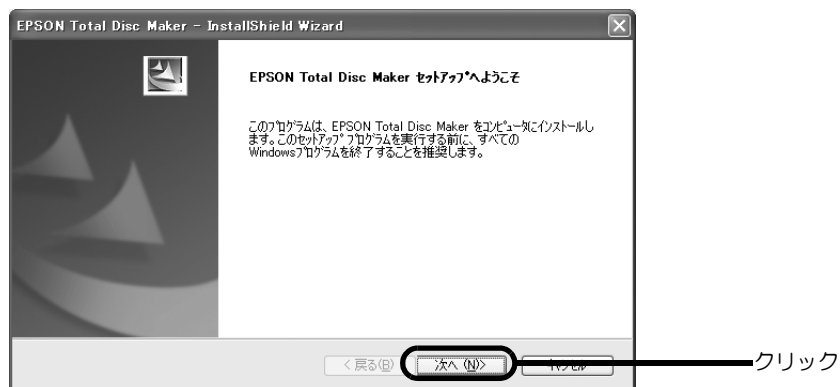 EPSON Total Disc Maker - InstallShield Wizard
EPSON Total Disc Maker ｾｯﾄｱｯﾌﾟへようこそ
このﾌﾟﾛｸﾞﾗﾑは、EPSON Total Disc Maker をｺﾝﾋﾟｭｰﾀにｲﾝｽﾄｰﾙし
ます。このｾｯﾄｱｯﾌﾟ ﾌﾟﾛｸﾞﾗﾑを実行する前に、すべての
Windowsﾌﾟﾛｸﾞﾗﾑを終了することを推奨します。
< 戻る(B) 次へ (N)> ｷｬﾝｾﾙ
クリック